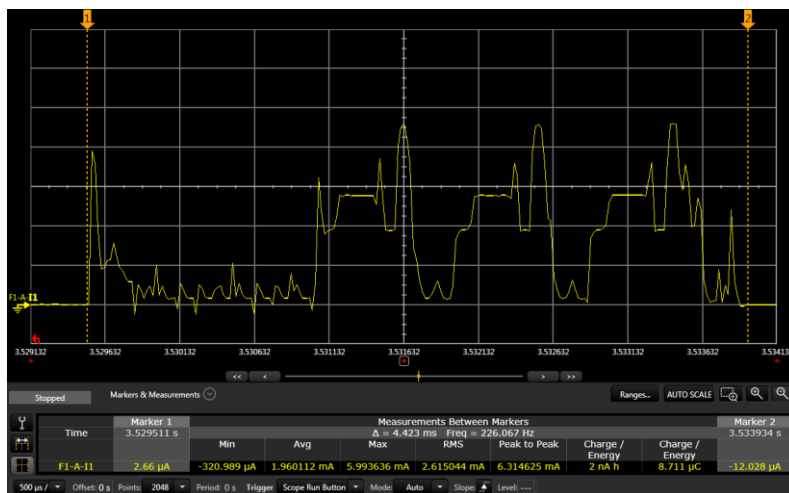 1 2
F1-A-I1
3.529132 3.529632 3.530132 3.530632 3.531132 3.531632 3.532132 3.532632 3.533132 3.533632 3.53413
<< < > >>
Stopped Markers & Measurements Ranges... AUTO SCALE
Marker 1 Measurements Between Markers Marker 2
Time 3.529511 s Δ = 4.423 ms Freq = 226.067 Hz 3.533934 s
Min Avg Max RMS Peak to Peak Charge / Energy Charge / Energy
F1-A-I1 2.66 µA -320.989 µA 1.960112 mA 5.993636 mA 2.615044 mA 6.314625 mA 2 nA h 8.711 µC -12.028 µA
500 µs / Offset: 0 s Points: 2048 Period: 0 s Trigger Scope Run Button Mode: Auto Slope: Level: ---